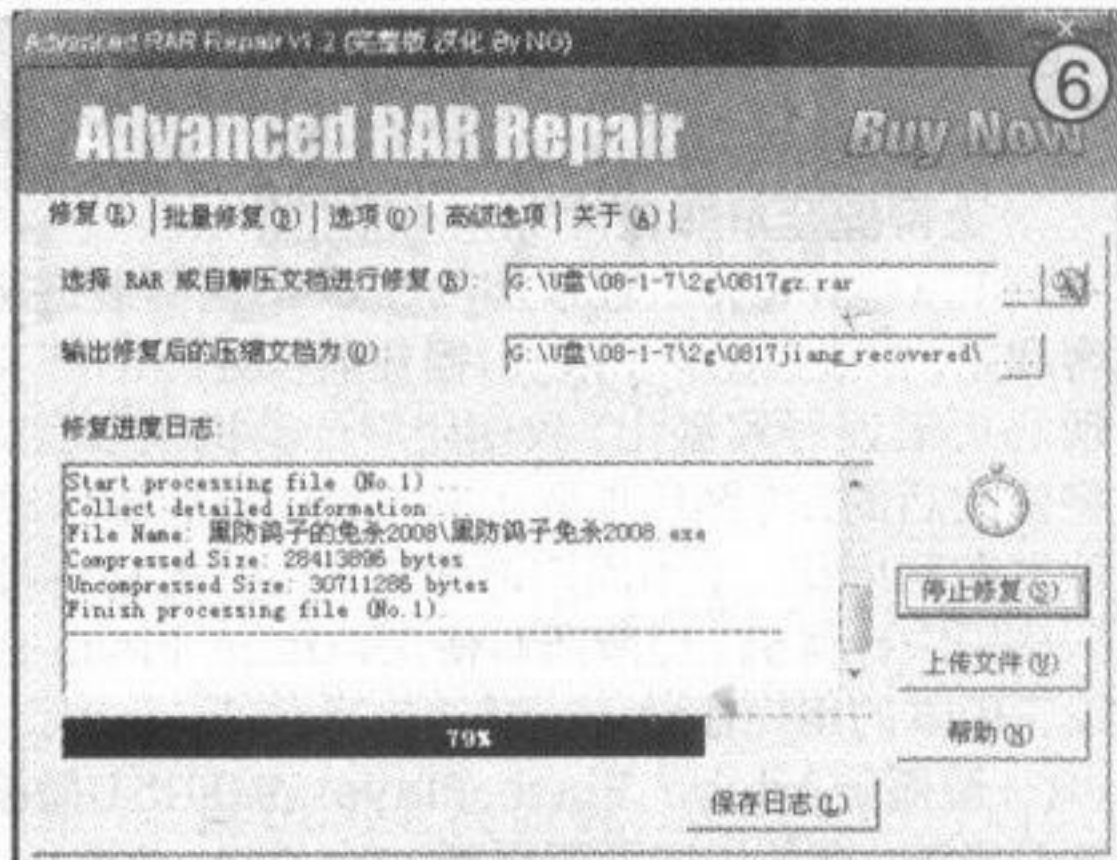 Advanced RAR Repair v1.2 (完整版 汉化 By NG)
⑥
Advanced RAR Repair
Buy Now
修复(R) 批量修复(B) 选项(O) 高级选项 关于(A)
选择 RAR 或自解压文档进行修复(R):
G:\U盘\08-1-7\2g\0817gz.rar
...
输出修复后的压缩文档为(O):
G:\U盘\08-1-7\2g\0817jiang_recovered\
...
修复进度日志:
Start processing file (No.1) ...
Collect detailed information ...
File Name: 黑防鸽子的免杀2008\黑防鸽子免杀2008.exe
Compressed Size: 28413896 bytes
Uncompressed Size: 30711286 bytes
Finish processing file (No.1).
停止修复(S)
上传文件(U)
79%
帮助(H)
保存日志(L)